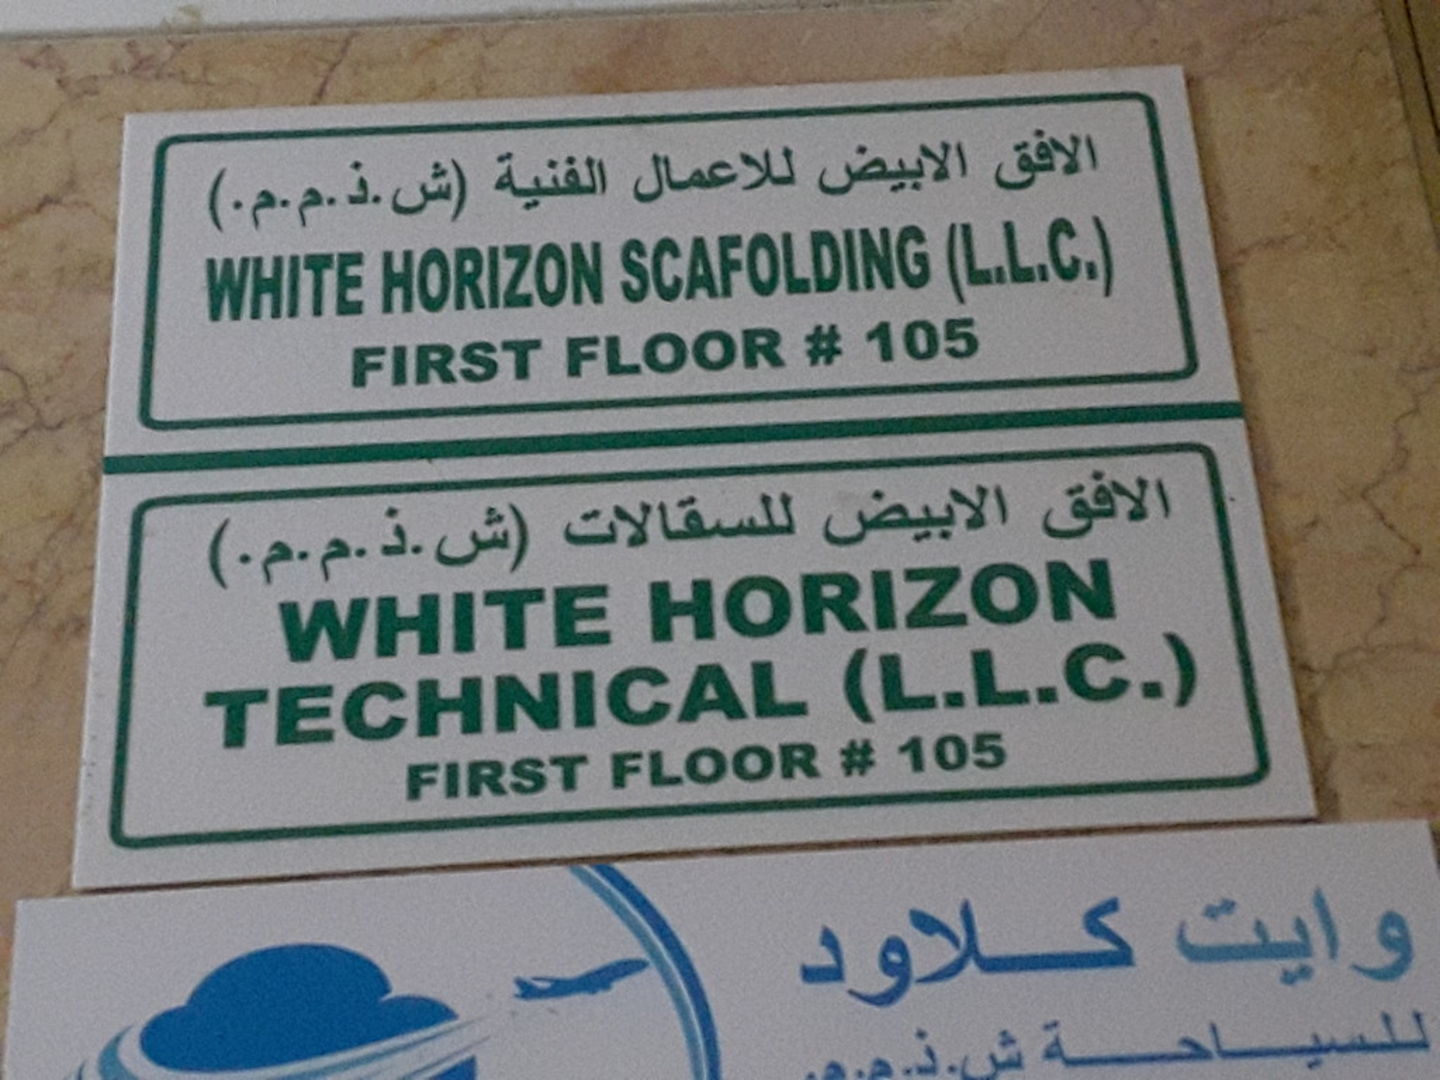 الافق الابيض للاعمال الفنية (ش.ذ.م.م.)
WHITE HORIZON SCAFOLDING (L.L.C.)
FIRST FLOOR # 105
الافق الابيض للسقالات (ش.ذ.م.م.)
WHITE HORIZON
TECHNICAL (L.L.C.)
FIRST FLOOR # 105
وايت كلاود
للسياحة ش.ذ.م.م.